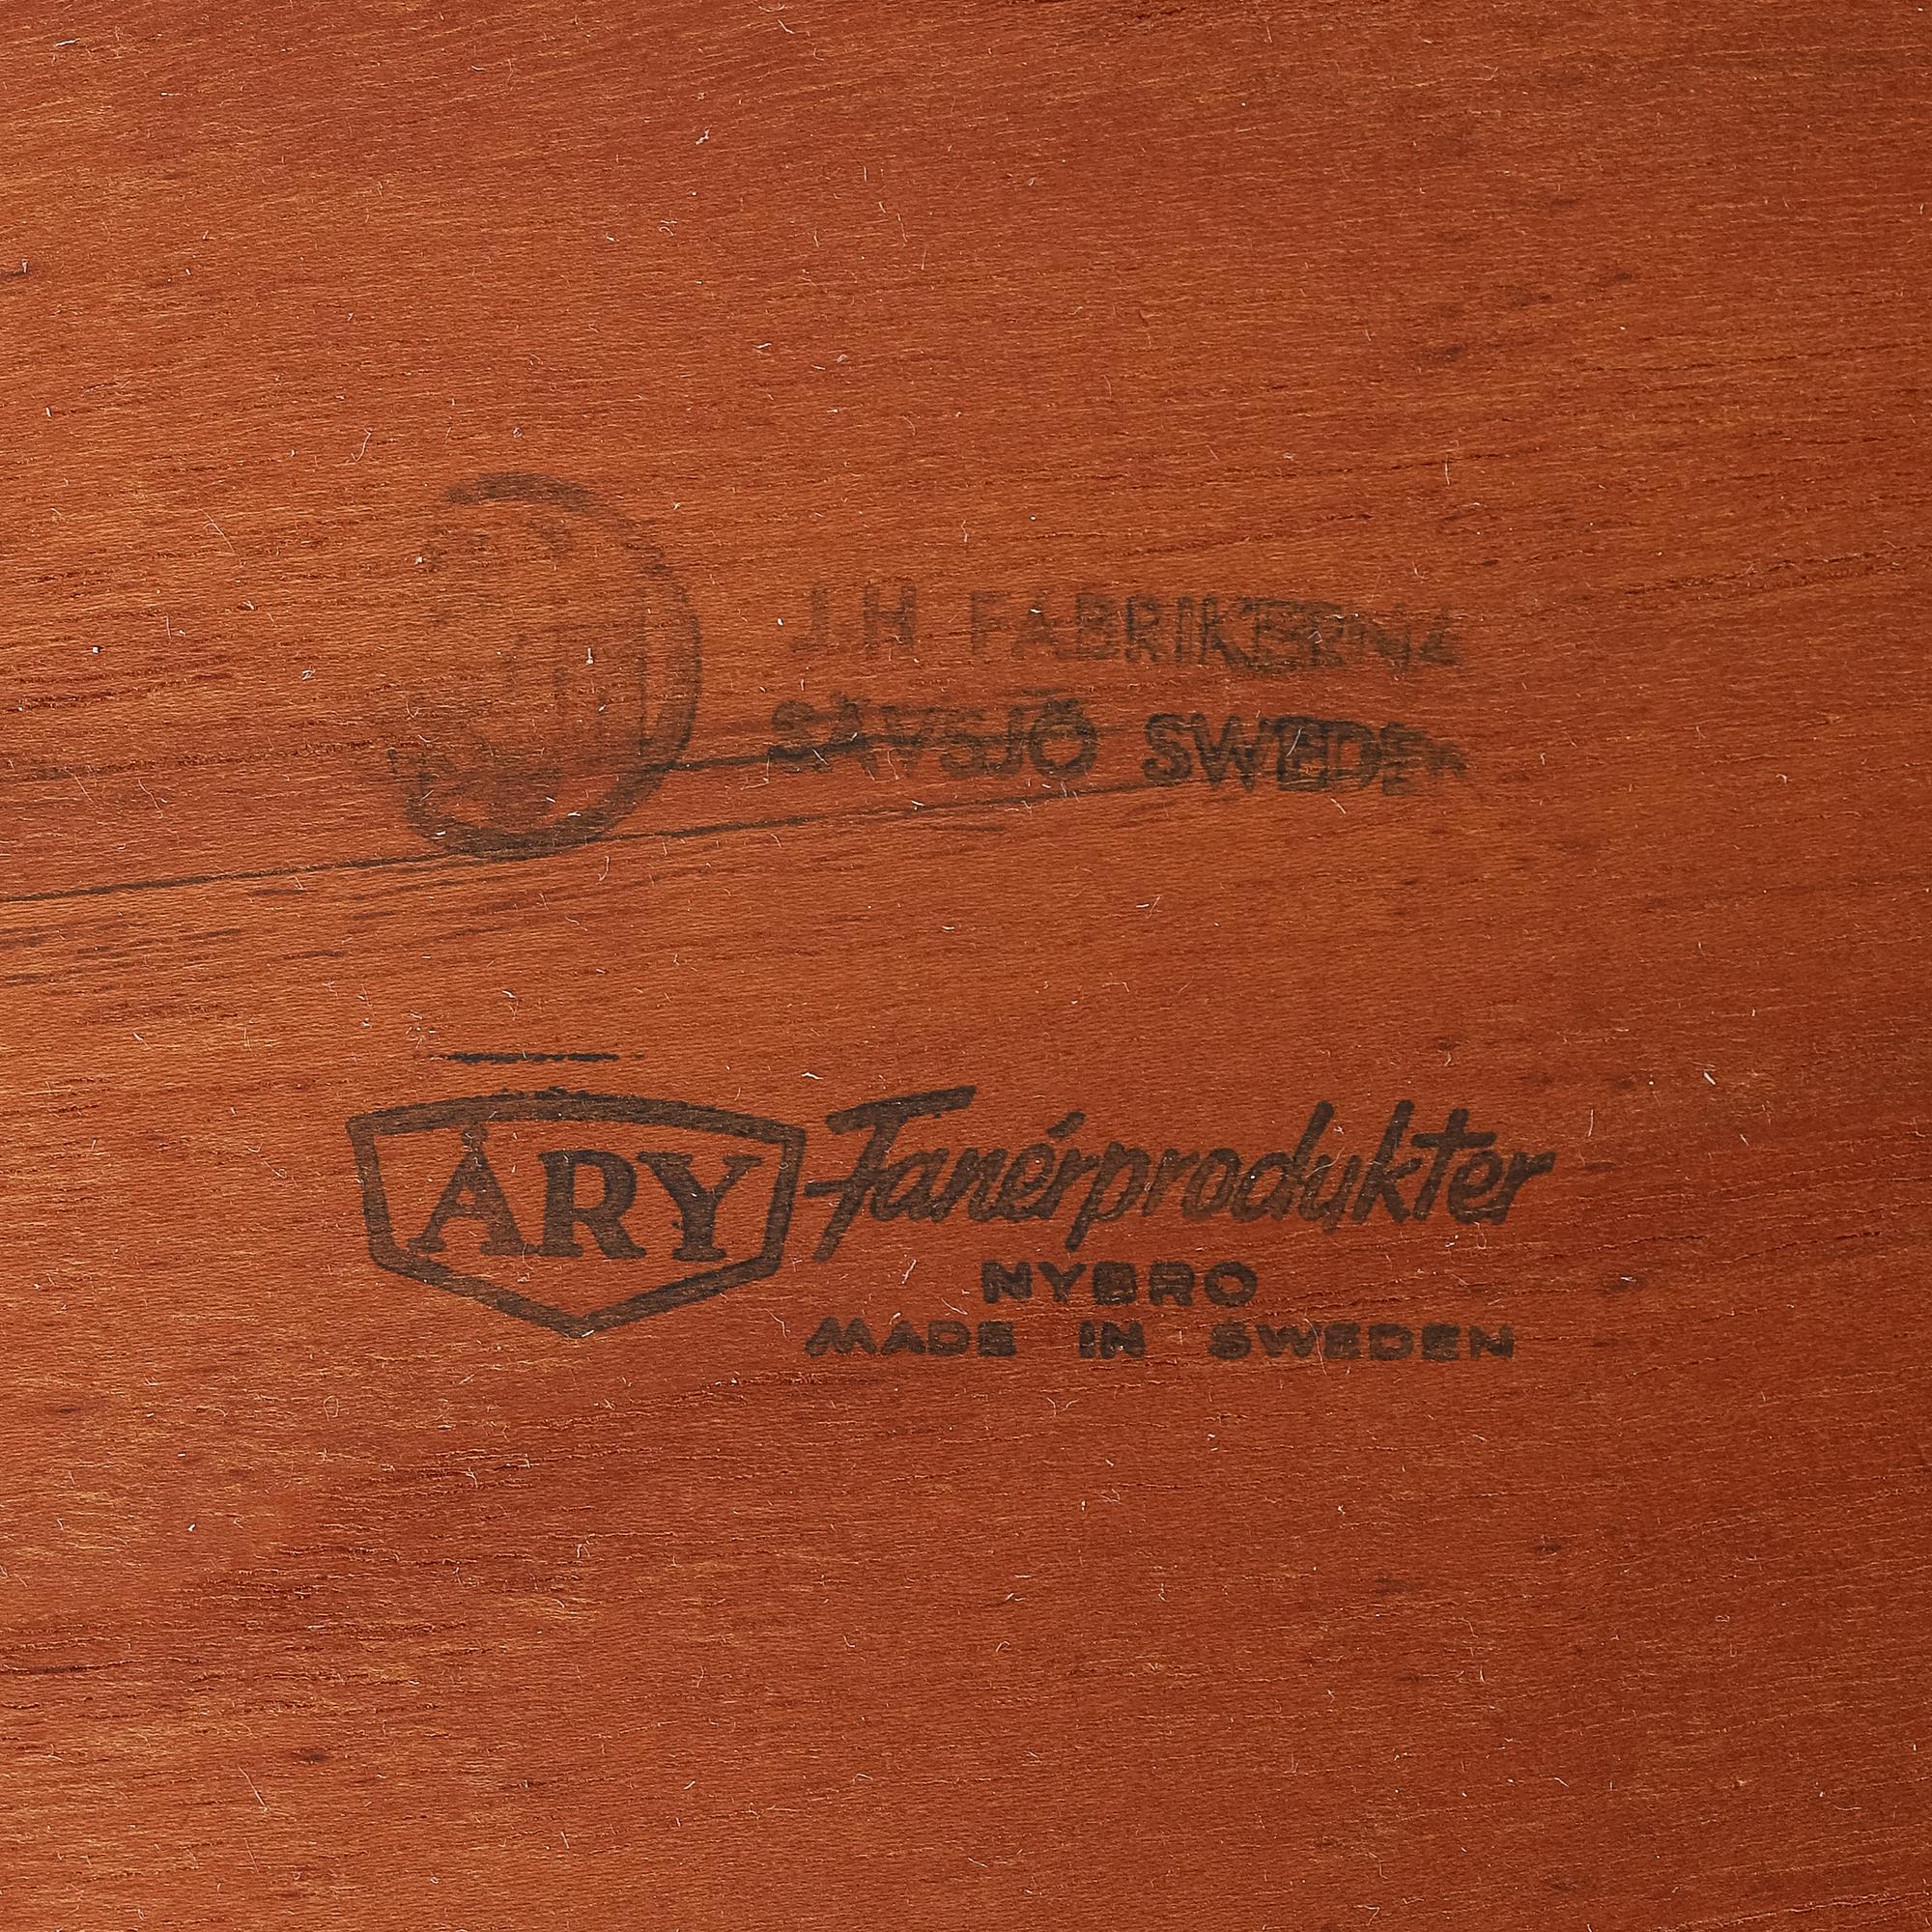 J.H FABRIKERNA
SÄVSJÖ SWEDEN
ÅRY Fanérprodukter
NYBRO
MADE IN SWEDEN